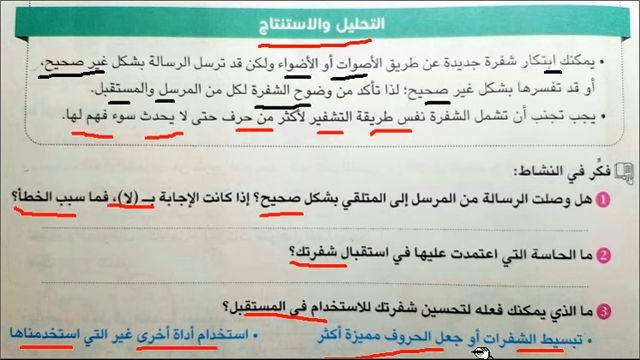 التحليل والاستنتاج
• يمكنك ابتكار شفرة جديدة عن طريق الأصوات أو الأضواء ولكن قد ترسل الرسالة بشكل غير صحيح،
أو قد تفسرها بشكل غير صحيح؛ لذا تأكد من وضوح الشفرة لكل من المرسل والمستقبل.
• يجب تجنب أن تشمل الشفرة نفس طريقة التشفير لأكثر من حرف حتى لا يحدث سوء فهم لها.
فكِّر في النشاط:
1 هل وصلت الرسالة من المرسل إلى المتلقي بشكل صحيح؟ إذا كانت الإجابة بـ (لا)، فما سبب الخطأ؟
2 ما الحاسة التي اعتمدت عليها في استقبال شفرتك؟
3 ما الذي يمكنك فعله لتحسين شفرتك للاستخدام في المستقبل؟
• تبسيط الشفرات أو جعل الحروف مميزة أكثر • استخدام أداة أخرى غير التي استخدمناها